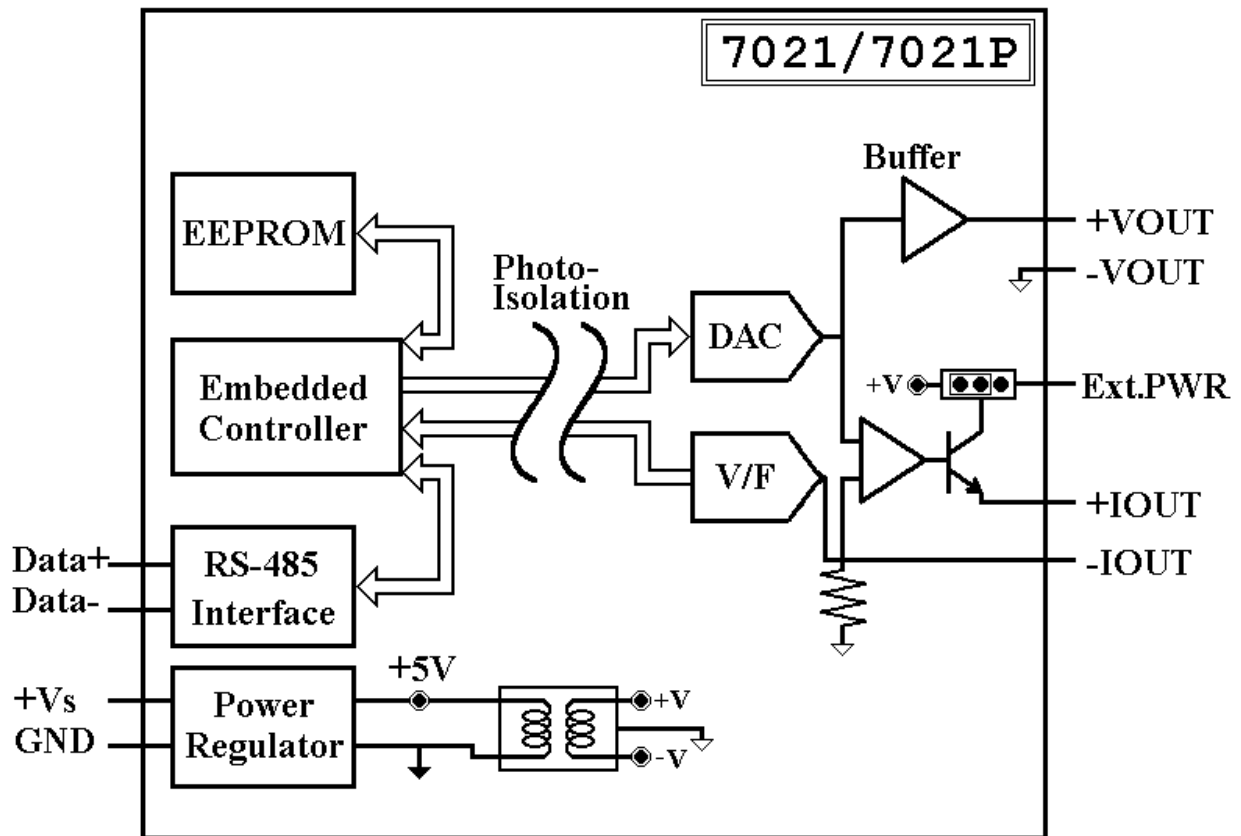 7021/7021P
Buffer
+VOUT
-VOUT
EEPROM
Photo-
Isolation
DAC
+V
Ext.PWR
Embedded
Controller
V/F
+IOUT
-IOUT
Data+
Data-
RS-485
Interface
+5V
+Vs
GND
Power
Regulator
+V
-V